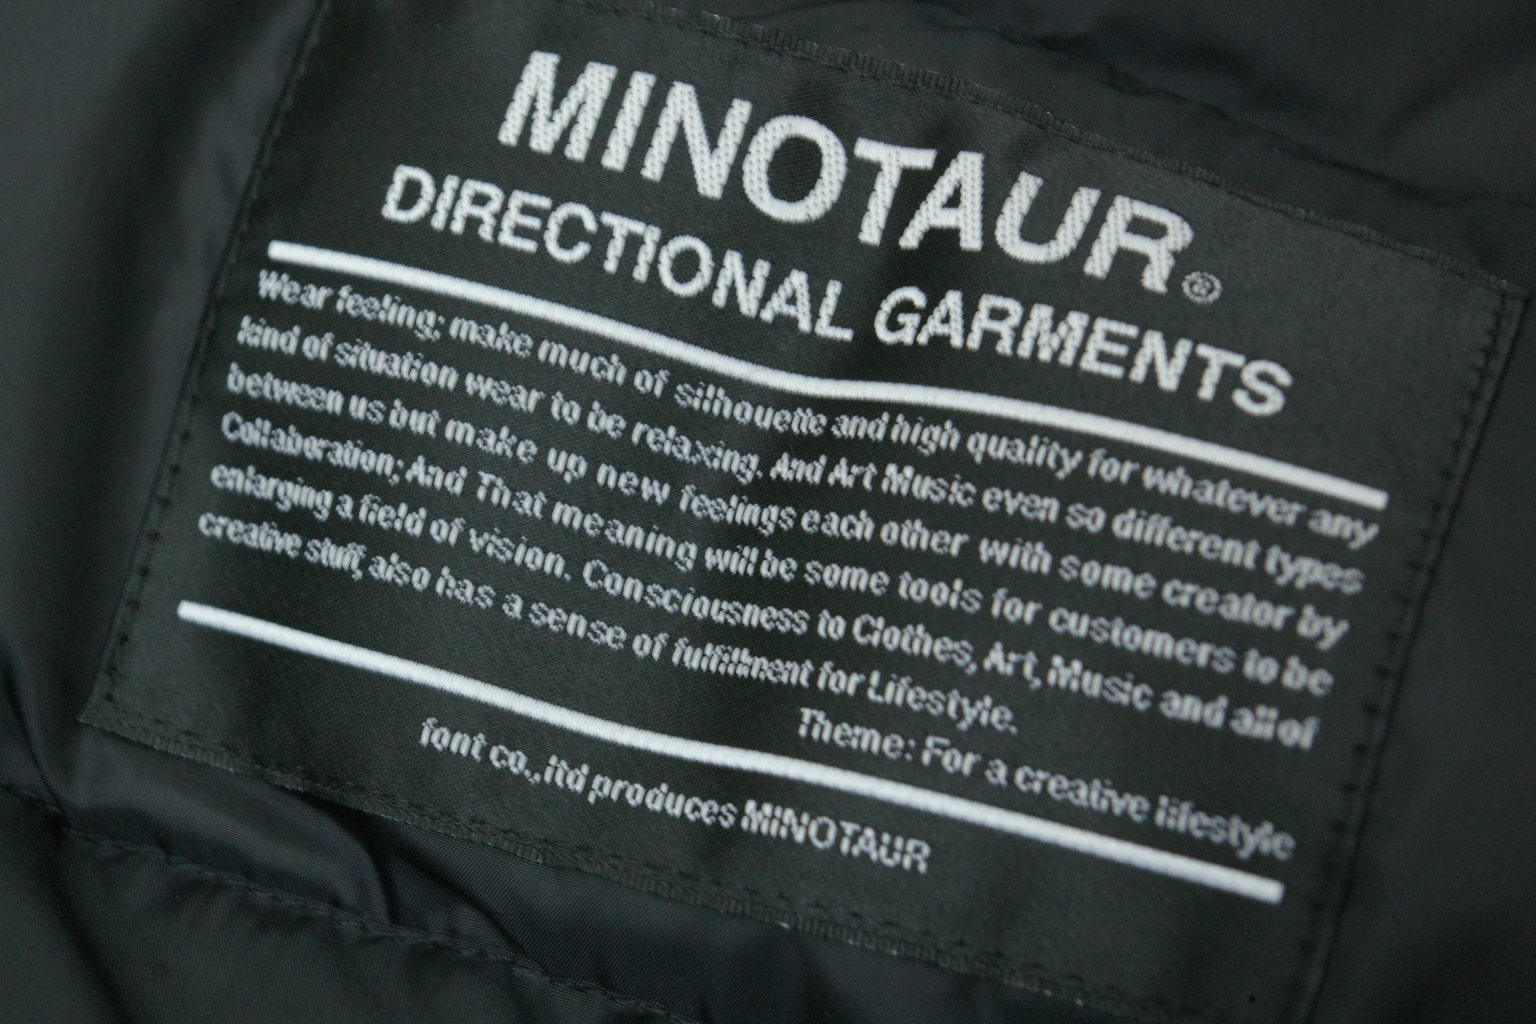 MINOTAUR®
DIRECTIONAL GARMENTS
Wear feeling; make much of silhouette and high quality for whatever any
kind of situation wear to be relaxing. And Art Music even so different types
between us but make up new feelings each other with some creator by
Collaboration; And That meaning will be some tools for customers to be
enlarging a field of vision. Consciousness to Clothes, Art, Music and all of
creative stuff, also has a sense of fulfillment for Lifestyle.
Theme: For a creative lifestyle
font co.,ltd produces MINOTAUR